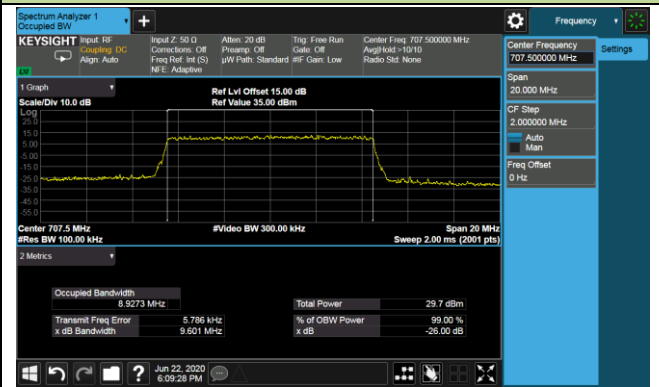 Spectrum Analyzer 1
Occupied BW
Frequency
KEYSIGHT
Input: RF
Coupling: DC
Align: Auto
Input Z: 50 Ω
Corrections: Off
Freq Ref: Int (S)
NFE: Adaptive
Atten: 20 dB
Preamp: Off
µW Path: Standard
Trig: Free Run
Gate: Off
#IF Gain: Low
Center Freq: 707.500000 MHz
Avg|Hold:>10/10
Radio Std: None
Center Frequency
707.500000 MHz
Settings
Span
20.000 MHz
CF Step
2.000000 MHz
Auto
Man
Freq Offset
0 Hz
1 Graph
Scale/Div 10.0 dB
Ref Lvl Offset 15.00 dB
Ref Value 35.00 dBm
Log
25.0
15.0
5.00
-5.00
-15.0
-25.0
-35.0
-45.0
-55.0
Center 707.5 MHz
#Video BW 300.00 kHz
Span 20 MHz
#Res BW 100.00 kHz
Sweep 2.00 ms (2001 pts)
2 Metrics
Occupied Bandwidth
8.9273 MHz
Total Power 29.7 dBm
Transmit Freq Error 5.786 kHz
% of OBW Power 99.00 %
x dB Bandwidth 9.601 MHz
x dB -26.00 dB
Jun 22, 2020
6:09:28 PM